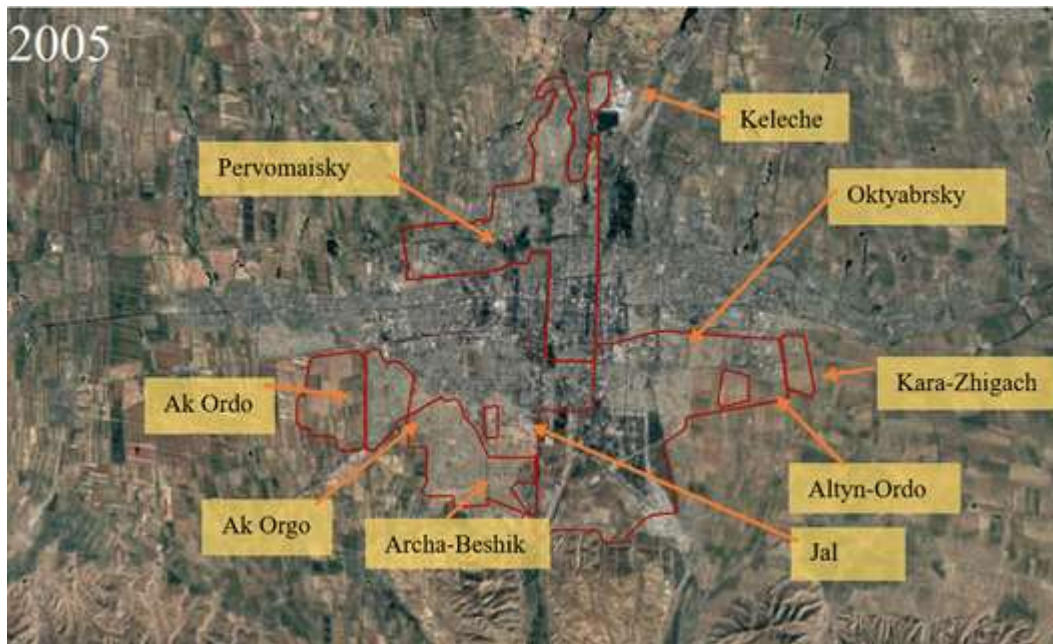 2005
Keleche
Pervomaisky
Oktyabrsky
Kara-Zhigach
Ak Ordo
Altyn-Ordo
Ak Orgo
Archa-Beshik
Jal